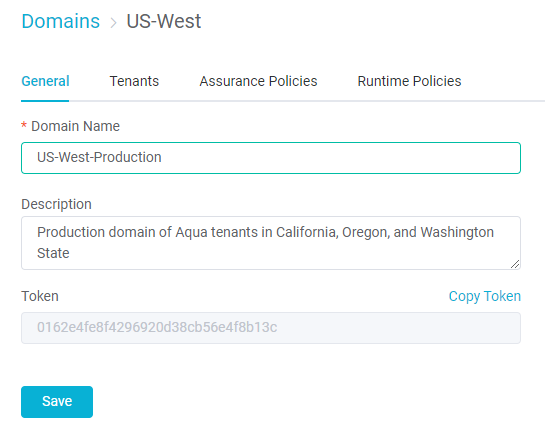 Domains > US-West
General Tenants Assurance Policies Runtime Policies
* Domain Name
US-West-Production
Description
Production domain of Aqua tenants in California, Oregon, and Washington
State
Token Copy Token
0162e4fe8f4296920d38cb56e4f8b13c
Save